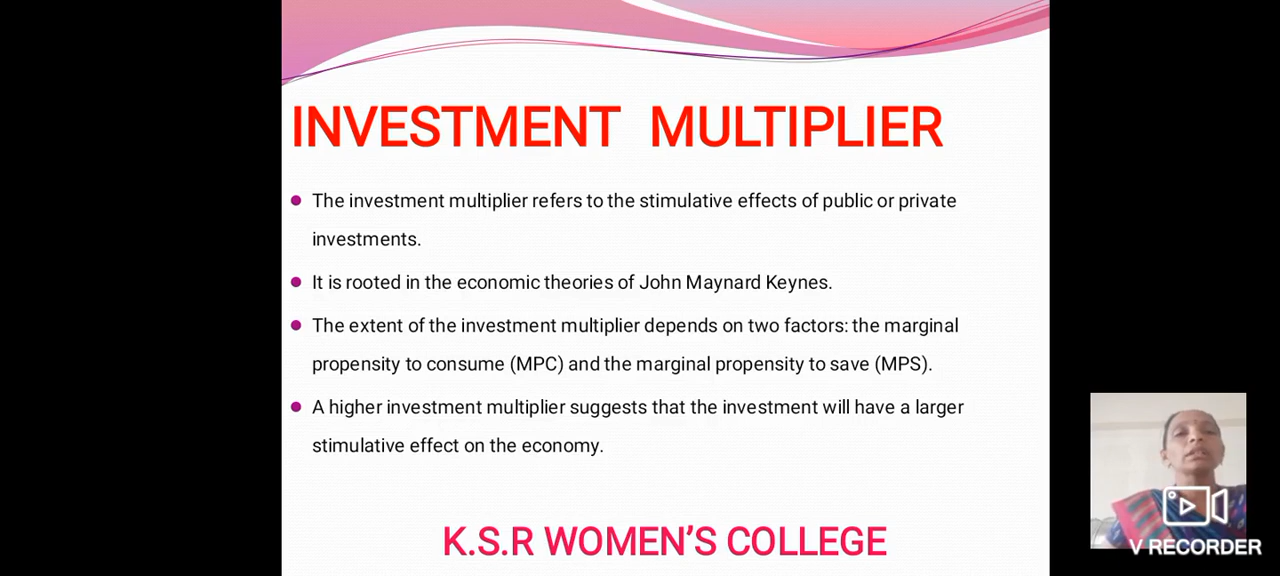 INVESTMENT MULTIPLIER
The investment multiplier refers to the stimulative effects of public or private
investments.
It is rooted in the economic theories of John Maynard Keynes.
The extent of the investment multiplier depends on two factors: the marginal
propensity to consume (MPC) and the marginal propensity to save (MPS).
A higher investment multiplier suggests that the investment will have a larger
stimulative effect on the economy.
K.S.R WOMEN’S COLLEGE
V RECORDER